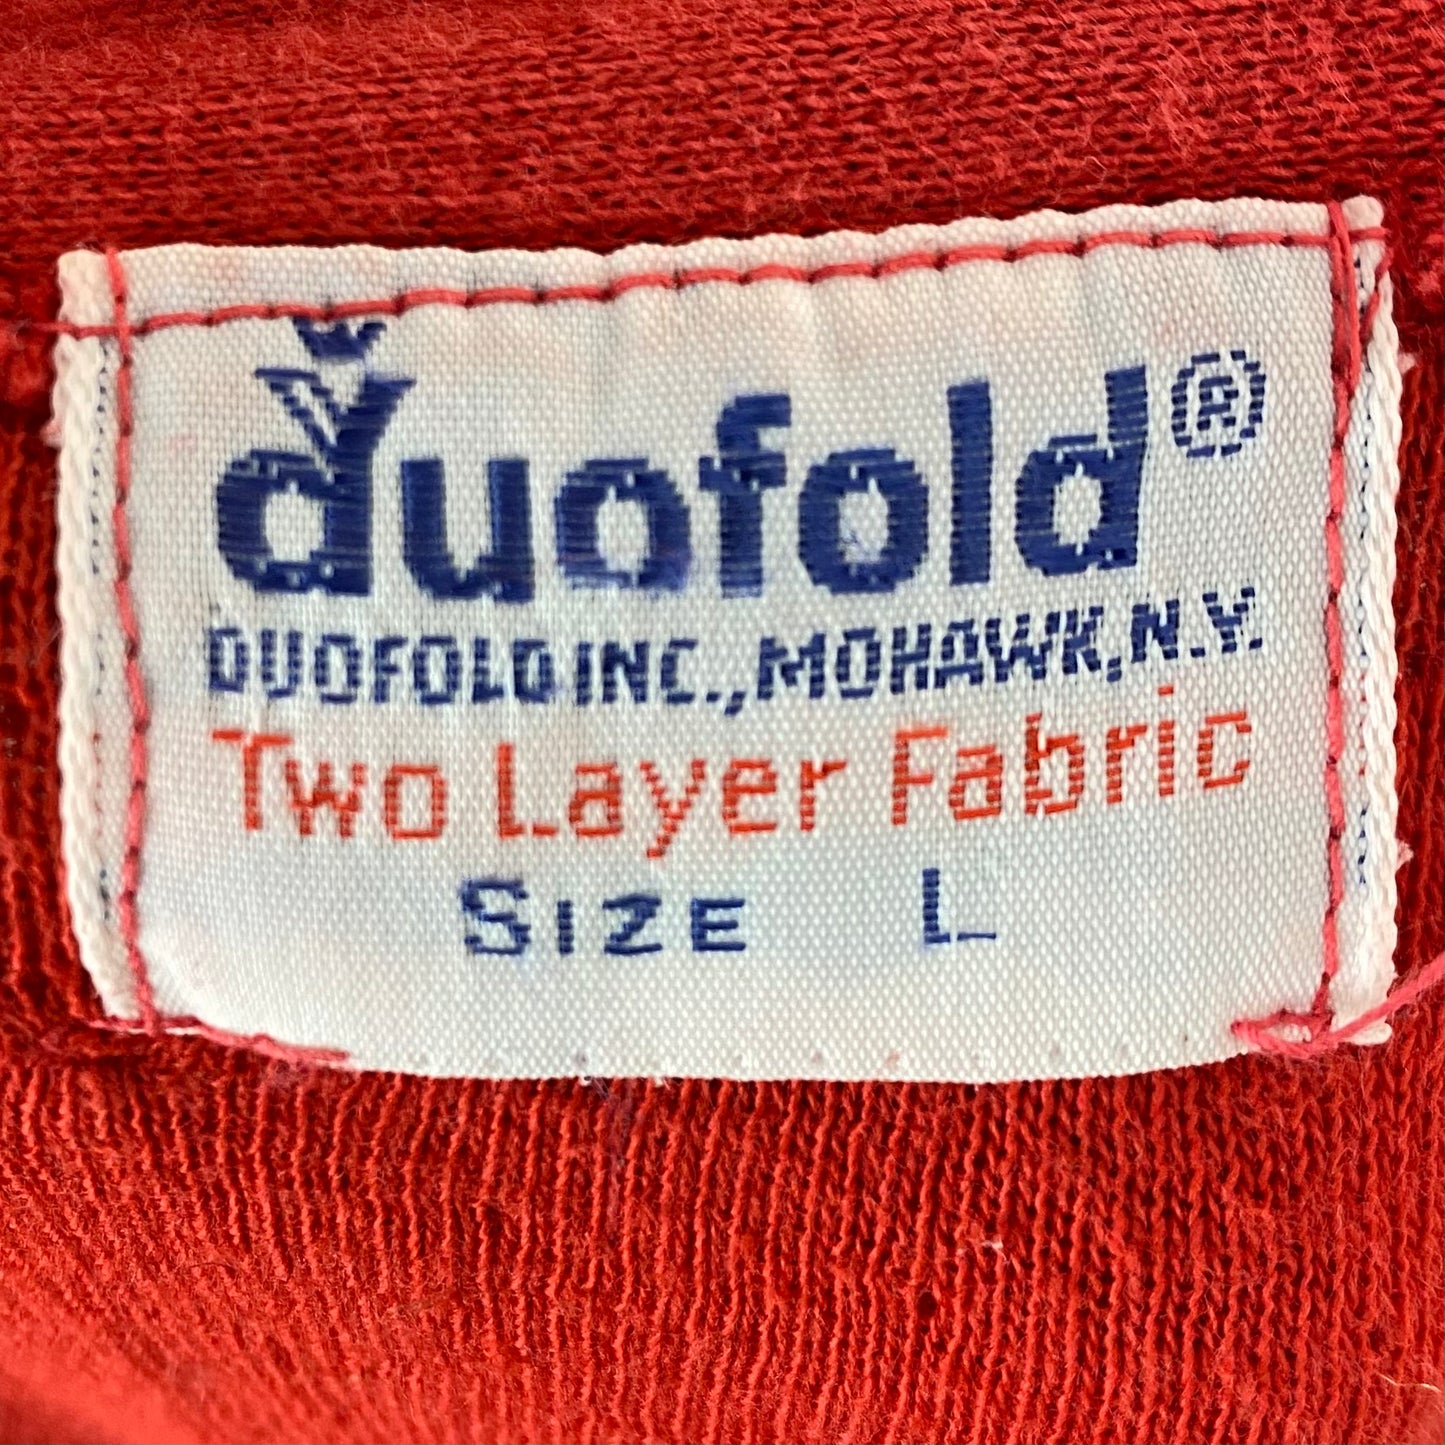 duofold®
DUOFOLD INC., MOHAWK, N.Y.
Two Layer Fabric
SIZE L